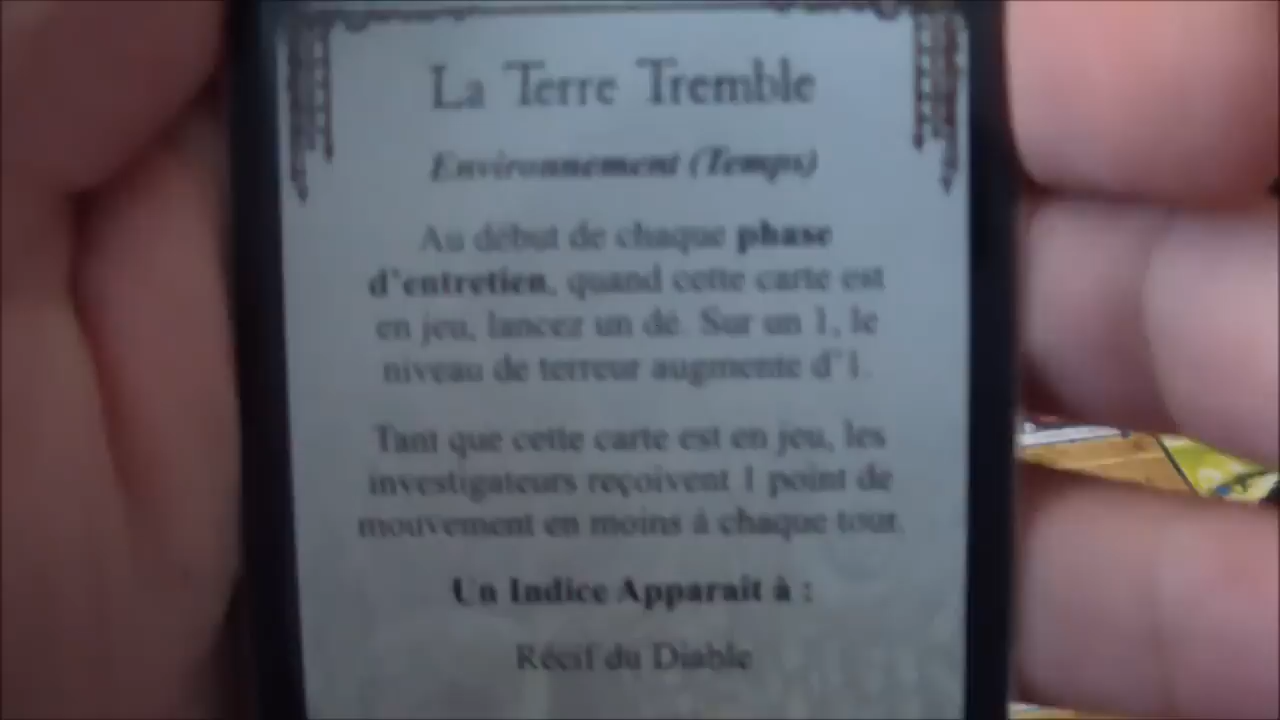 La Terre Tremble
Environnement (Temps)
Au début de chaque phase
d'entretien, quand cette carte est
en jeu, lancez un dé. Sur un 1, le
niveau de terreur augmente d'1.
Tant que cette carte est en jeu, les
investigateurs reçoivent 1 point de
mouvement en moins à chaque tour.
Un Indice Apparait à :
Récif du Diable